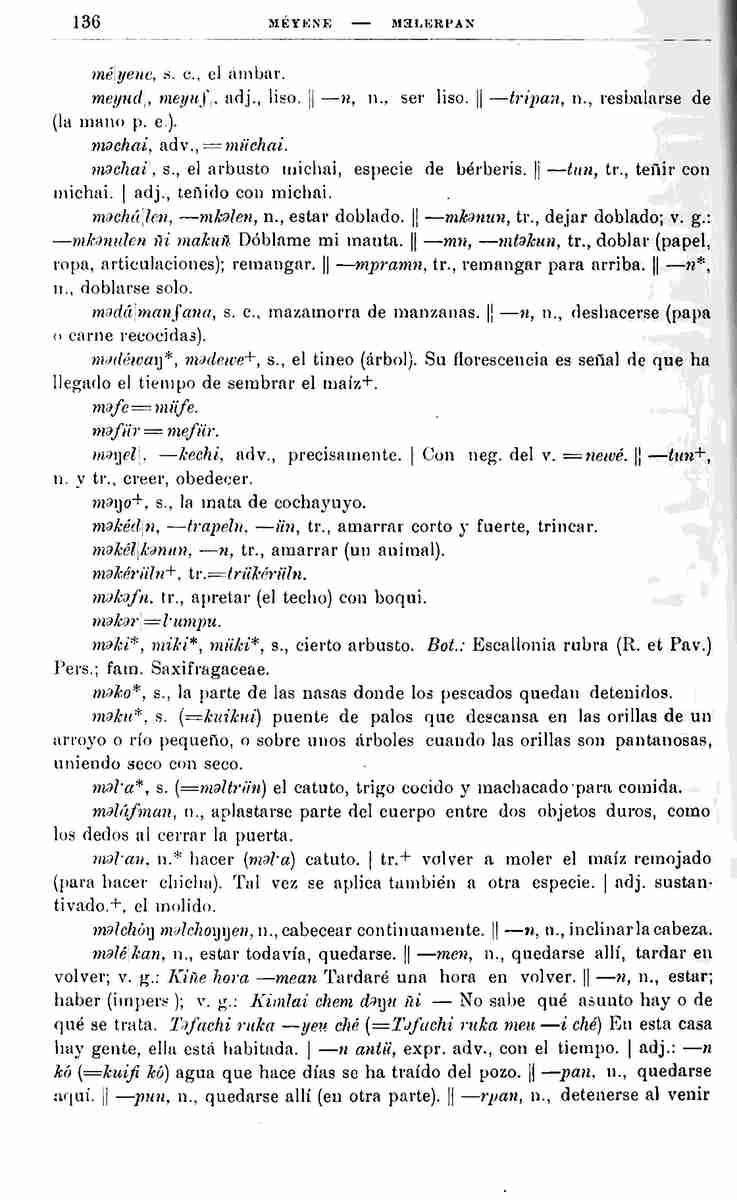 136 MÉYENE — MƏLERPAN
mé|yene, s. c., el ámbar.
meyud|, meyuf|, adj., liso. || —n, n., ser liso. || —tripan, n., resbalarse de
(la mano p. e.).
məchai, adv., = müchai.
məchai|, s., el arbusto michai, especie de bérberis. || —tun, tr., teñir con
michai. | adj., teñido con michai.
məchá|len, —mkəlen, n., estar doblado. || —mkənun, tr., dejar doblado; v. g.:
—mkənulen ñi makuñ Dóblame mi manta. || —mn, —mtəkun, tr., doblar (papel,
ropa, articulaciones); remangar. || —mpramn, tr., remangar para arriba. || —n*,
n., doblarse solo.
mədá|manfana, s. c., mazamorra de manzanas. || —n, n., deshacerse (papa
o carne recocidas).
mədéwaŋ*, mədewe+, s., el tineo (árbol). Su florescencia es señal de que ha
llegado el tiempo de sembrar el maíz+.
məfe=müfe.
məfür = mefür.
məŋel|, —kechi, adv., precisamente. | Con neg. del v. = newé. || —tun+,
n. y tr., creer, obedecer.
məŋo+, s., la mata de cochayuyo.
məkéd|n, —trapeln, —ün, tr., amarrar corto y fuerte, trincar.
məkél|kənun, —n, tr., amarrar (un animal).
məkérüln+, tr.=trükérüln.
məkəfn, tr., apretar (el techo) con boqui.
məkər|=l·umpu.
məki*, miki*, müki*, s., cierto arbusto. Bot.: Escallonia rubra (R. et Pav.)
Pers.; fam. Saxifragaceae.
məko*, s., la parte de las nasas donde los pescados quedan detenidos.
məku*, s. (=kuikui) puente de palos que descansa en las orillas de un
arroyo o río pequeño, o sobre unos árboles cuando las orillas son pantanosas,
uniendo seco con seco.
məl·a*, s. (=məltrün) el catuto, trigo cocido y machacado para comida.
məláfman, n., aplastarse parte del cuerpo entre dos objetos duros, como
los dedos al cerrar la puerta.
məl·an, n.* hacer (məl·a) catuto. | tr.+ volver a moler el maíz remojado
(para hacer chicha). Tal vez se aplica también a otra especie. | adj. sustan-
tivado.+, el molido.
məlchóŋ məlchoŋŋen, n., cabecear continuamente. || —n, n., inclinar la cabeza.
məlé|kan, n., estar todavía, quedarse. || —men, n., quedarse allí, tardar en
volver; v. g.: Kiñe hora —mean Tardaré una hora en volver. || —n, n., estar;
haber (impers ); v. g.: Kimlai chem dəŋu ñi — No sabe qué asunto hay o de
qué se trata. Təfachi ruka —yeu ché (=Təfachi ruka meu —i ché) En esta casa
hay gente, ella está habitada. | —n antü, expr. adv., con el tiempo. | adj.: —n
kó (=kuifi kó) agua que hace días se ha traído del pozo. || —pan, n., quedarse
aquí. || —pun, n., quedarse allí (en otra parte). || —rpan, n., detenerse al venir